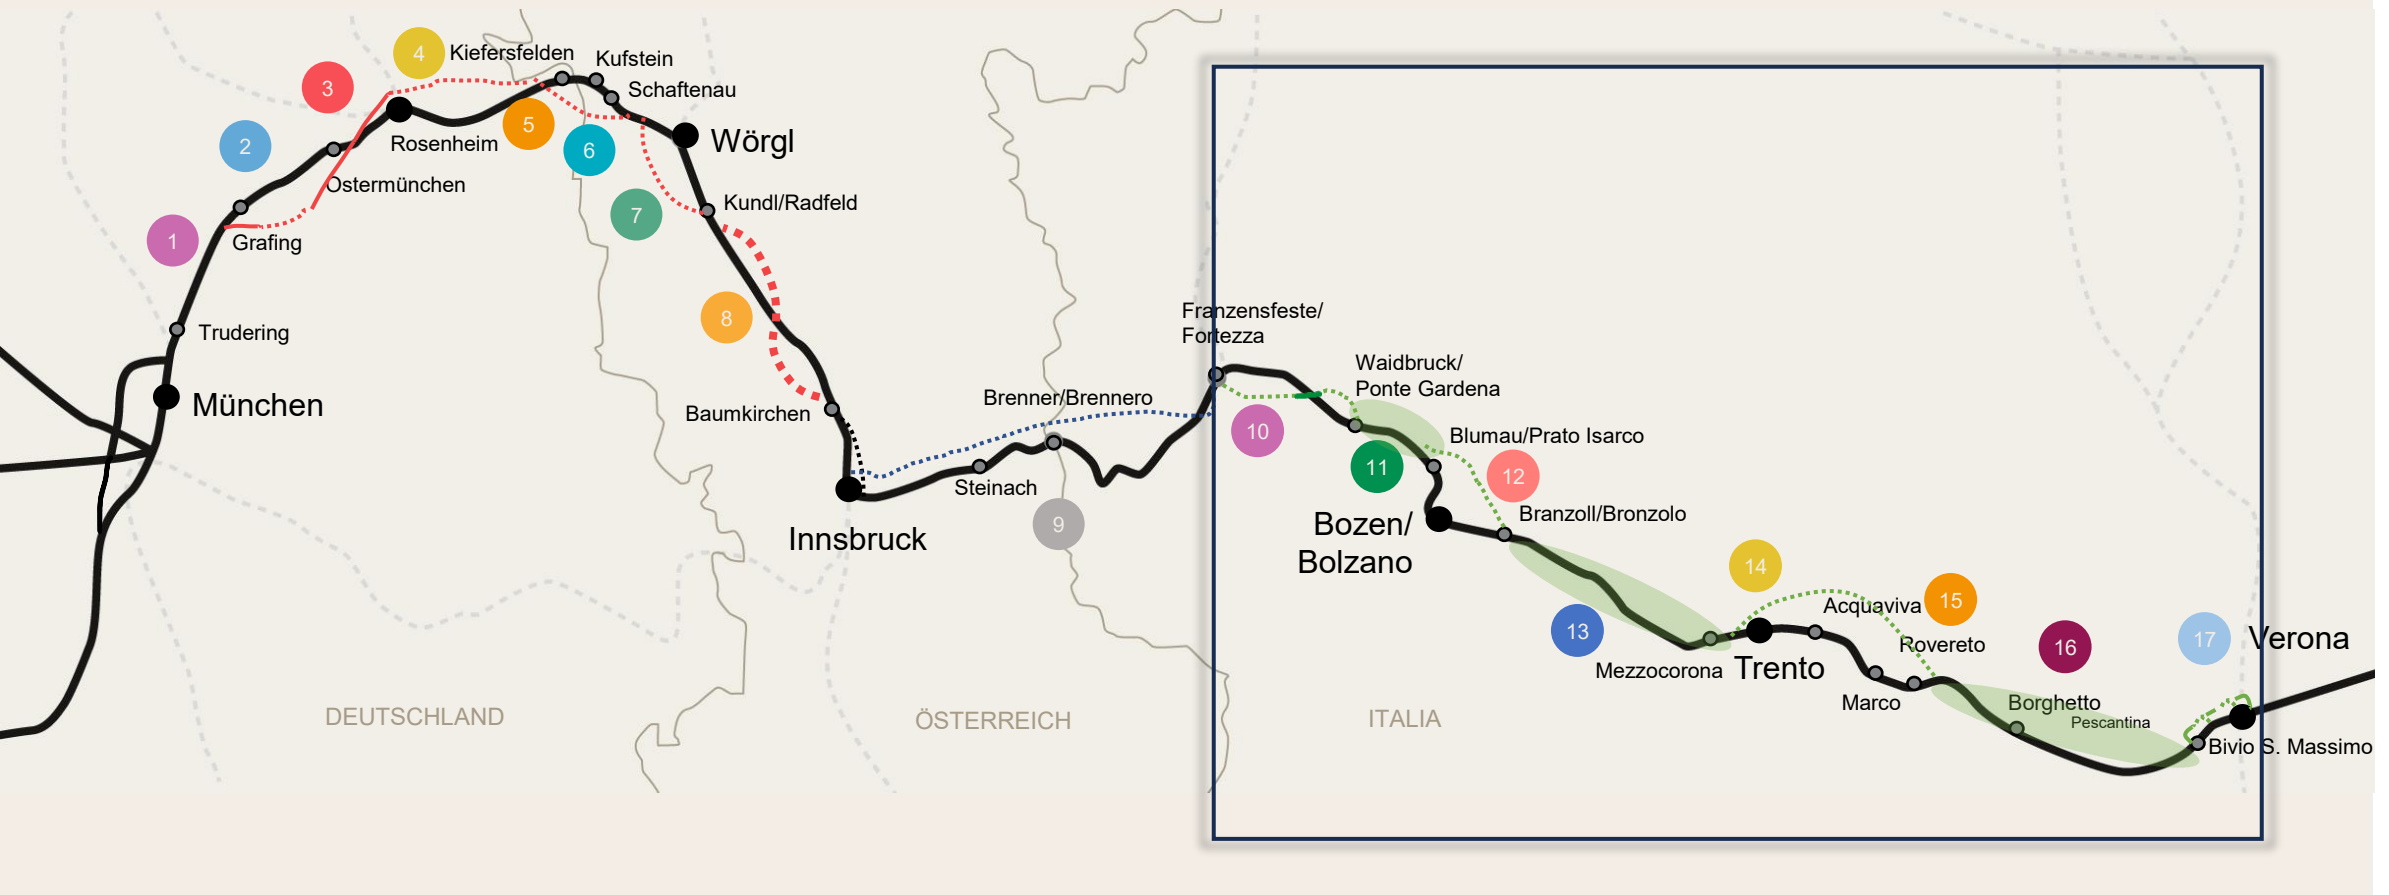 4
Kiefersfelden
Kufstein
3
Schaftenau
5
2
Rosenheim
6
Wörgl
Ostermünchen
7
Kundl/Radfeld
1
Grafing
8
Trudering
München
Baumkirchen
Innsbruck
Brenner/Brennero
Steinach
9
Franzensfeste/
Fortezza
Waidbruck/
Ponte Gardena
10
11
Blumau/Prato Isarco
12
Bozen/
Bolzano
Branzoll/Bronzolo
13
14
Mezzocorona
Trento
Acquaviva
15
Rovereto
Marco
16
Borghetto
Pescantina
17
Verona
Bivio S. Massimo
DEUTSCHLAND
ÖSTERREICH
ITALIA